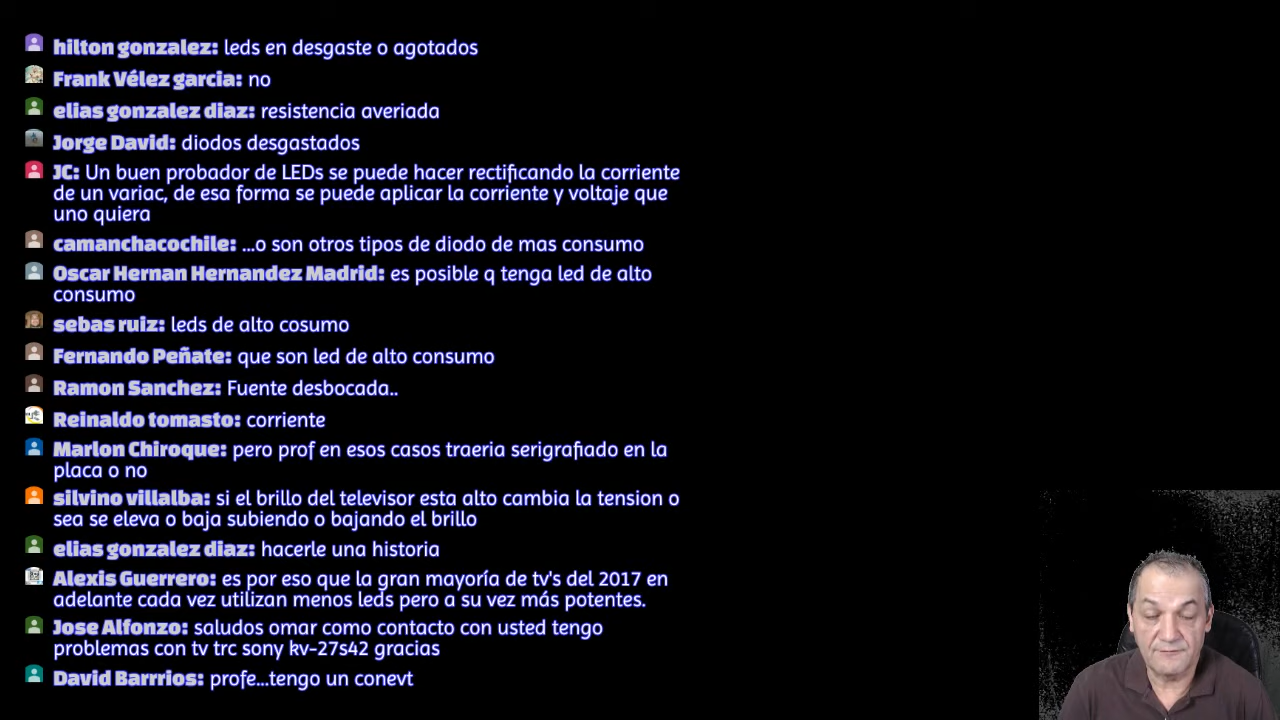 hilton gonzalez: leds en desgaste o agotados
Frank Vélez garcia: no
elias gonzalez diaz: resistencia averiada
Jorge David: diodos desgastados
JC: Un buen probador de LEDs se puede hacer rectificando la corriente
de un variac, de esa forma se puede aplicar la corriente y voltaje que
uno quiera
camanchacochile: ...o son otros tipos de diodo de mas consumo
Oscar Hernan Hernandez Madrid: es posible q tenga led de alto
consumo
sebas ruiz: leds de alto cosumo
Fernando Peñate: que son led de alto consumo
Ramon Sanchez: Fuente desbocada..
Reinaldo tomasto: corriente
Marlon Chiroque: pero prof en esos casos traeria serigrafiado en la
placa o no
silvino villalba: si el brillo del televisor esta alto cambia la tension o
sea se eleva o baja subiendo o bajando el brillo
elias gonzalez diaz: hacerle una historia
Alexis Guerrero: es por eso que la gran mayoría de tv's del 2017 en
adelante cada vez utilizan menos leds pero a su vez más potentes.
Jose Alfonzo: saludos omar como contacto con usted tengo
problemas con tv trc sony kv-27s42 gracias
David Barrrios: profe...tengo un conevt